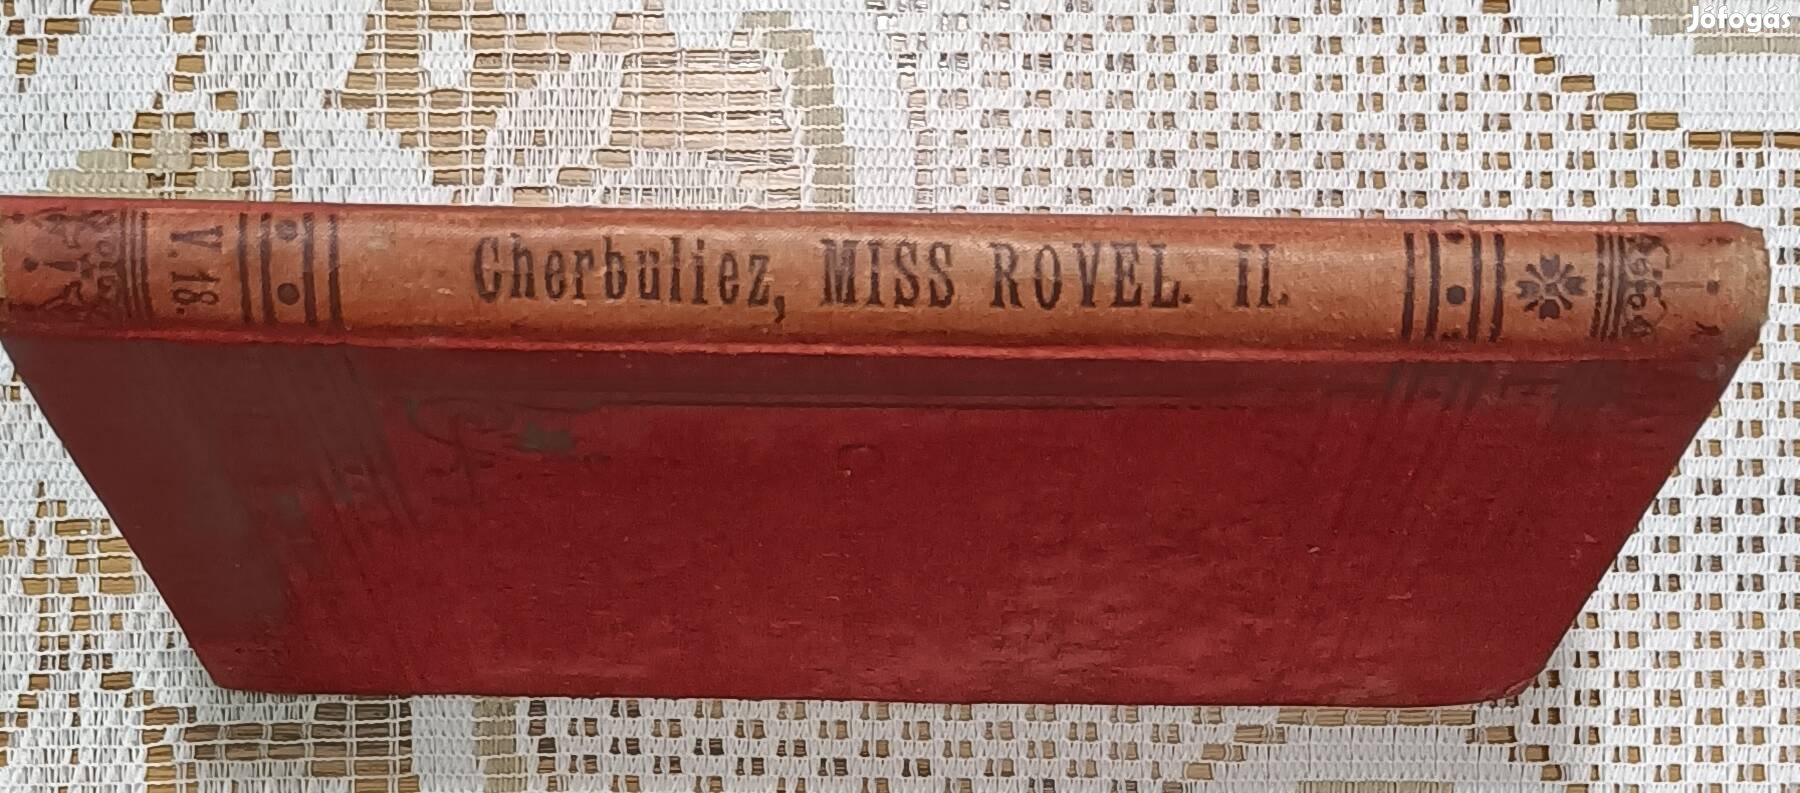 Jófogás
V. 18.
Cherbuliez, MISS ROVEL. II.